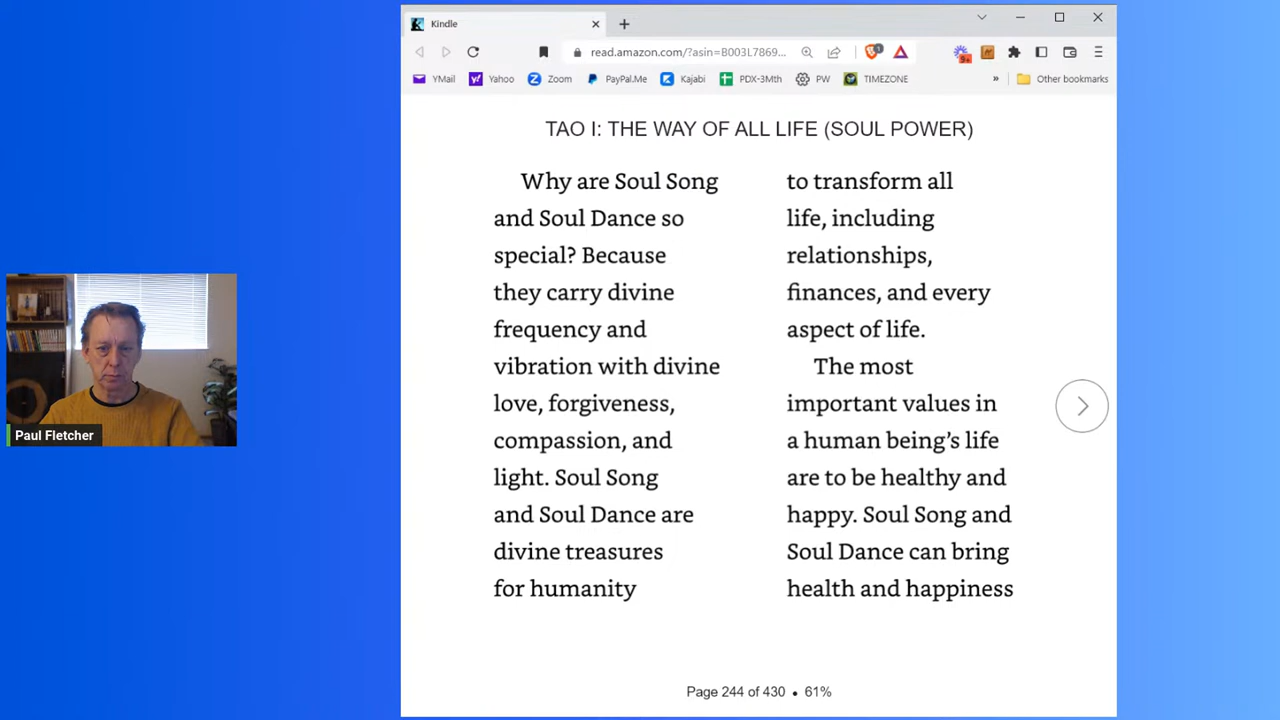 Kindle
read.amazon.com/?asin=B003L7869...
1
9+
YMail
Yahoo
Zoom
PayPal.Me
Kajabi
PDX-3Mth
PW
TIMEZONE
»
Other bookmarks
TAO I: THE WAY OF ALL LIFE (SOUL POWER)
Why are Soul Song
and Soul Dance so
special? Because
they carry divine
frequency and
vibration with divine
love, forgiveness,
compassion, and
light. Soul Song
and Soul Dance are
divine treasures
for humanity
to transform all
life, including
relationships,
finances, and every
aspect of life.
The most
important values in
a human being’s life
are to be healthy and
happy. Soul Song and
Soul Dance can bring
health and happiness
Page 244 of 430 • 61%
Paul Fletcher